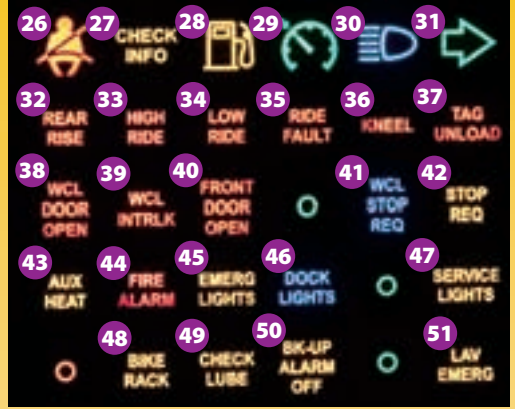 26 27 CHECK INFO 28 29 30 31
32 REAR RISE 33 HIGH RIDE 34 LOW RIDE 35 RIDE FAULT 36 KNEEL 37 TAG UNLOAD
38 WCL DOOR OPEN 39 WCL INTRLK 40 FRONT DOOR OPEN 41 WCL STOP REQ 42 STOP REQ
43 AUX HEAT 44 FIRE ALARM 45 EMERG LIGHTS 46 DOCK LIGHTS 47 SERVICE LIGHTS
48 BIKE RACK 49 CHECK LUBE 50 BK-UP ALARM OFF 51 LAV EMERG